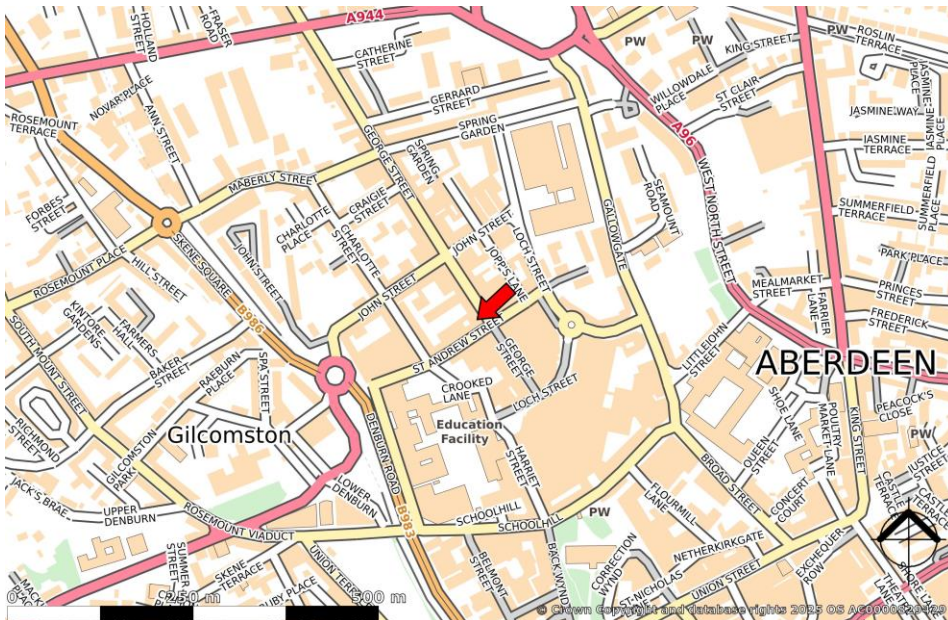 A944
HOLLAND
STREET
FRASER
ROAD
CATHERINE
STREET
PW
PW
KING STREET
PW
ROSLIN
TERRACE
NOVAR PLACE
ANN STREET
GERRARD
STREET
WILLOWDALE
PLACE
ST CLAIR
STREET
JASMINE
PLACE
JASMINE WAY
JASMINE
TERRACE
ROSEMOUNT
TERRACE
SPRING
GARDEN
GEORGE STREET
A96
SPRING
GARDEN
MABERLY STREET
CRAIGIE
STREET
CHARLOTTE
PLACE
CHARLOTTE
STREET
SEAMOUNT
ROAD
WEST NORTH STREET
SUMMERFIELD
PLACE
SUMMERFIELD
TERRACE
FORBES
STREET
JOHN STREET
JOHN STREET
LOCH STREET
GALLOWGATE
JOPP'S
LANE
PARK PLACE
ROSEMOUNT PLACE
HILL STREET
SKENE SQUARE
B986
JOHN STREET
MEALMARKET
STREET
FARRIER
LANE
PRINCES
STREET
FREDERICK
STREET
KINTORE
GARDENS
FARMERS
HALL
BAKER
STREET
RAEBURN
PLACE
SPA STREET
SOUTH MOUNT STREET
ST ANDREW STREET
GEORGE
STREET
LITTLEJOHN
STREET
ABERDEEN
CROOKED
LANE
LOCH STREET
Education
Facility
Gilcomston
DENBURN ROAD
B983
HARRIET
STREET
SHOE LANE
POULTRY
MARKET LANE
KING STREET
PEACOCK'S
CLOSE
PW
RICHMOND
STREET
GILCOMSTON
PARK
JACK'S BRAE
UPPER
DENBURN
LOWER
DENBURN
QUEEN
STREET
BROAD STREET
CONCERT
COURT
JUSTICE
STREET
ROSEMOUNT VIADUCT
SCHOOLHILL
SCHOOLHILL
PW
FLOURMILL
LANE
NETHERKIRKGATE
UNION STREET
EXCHEQUER
ROW
SUMMER
STREET
SKENE
TERRACE
UNION TERRACE
BELMONT
STREET
BACK WYND
CORRECTION
WYND
ST-NICHOLAS
LANE
0
250 m
500 m
© Crown Copyright and database rights 2025 OS